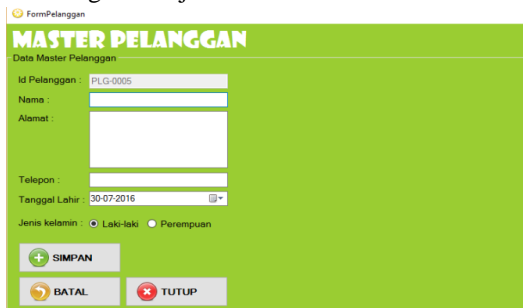 FormPelanggan
MASTER PELANGGAN
Data Master Pelanggan
Id Pelanggan : PLG-0005
Nama :
Alamat :
Telepon :
Tanggal Lahir : 30-07-2016
Jenis kelamin : Laki-laki Perempuan
SIMPAN
BATAL TUTUP